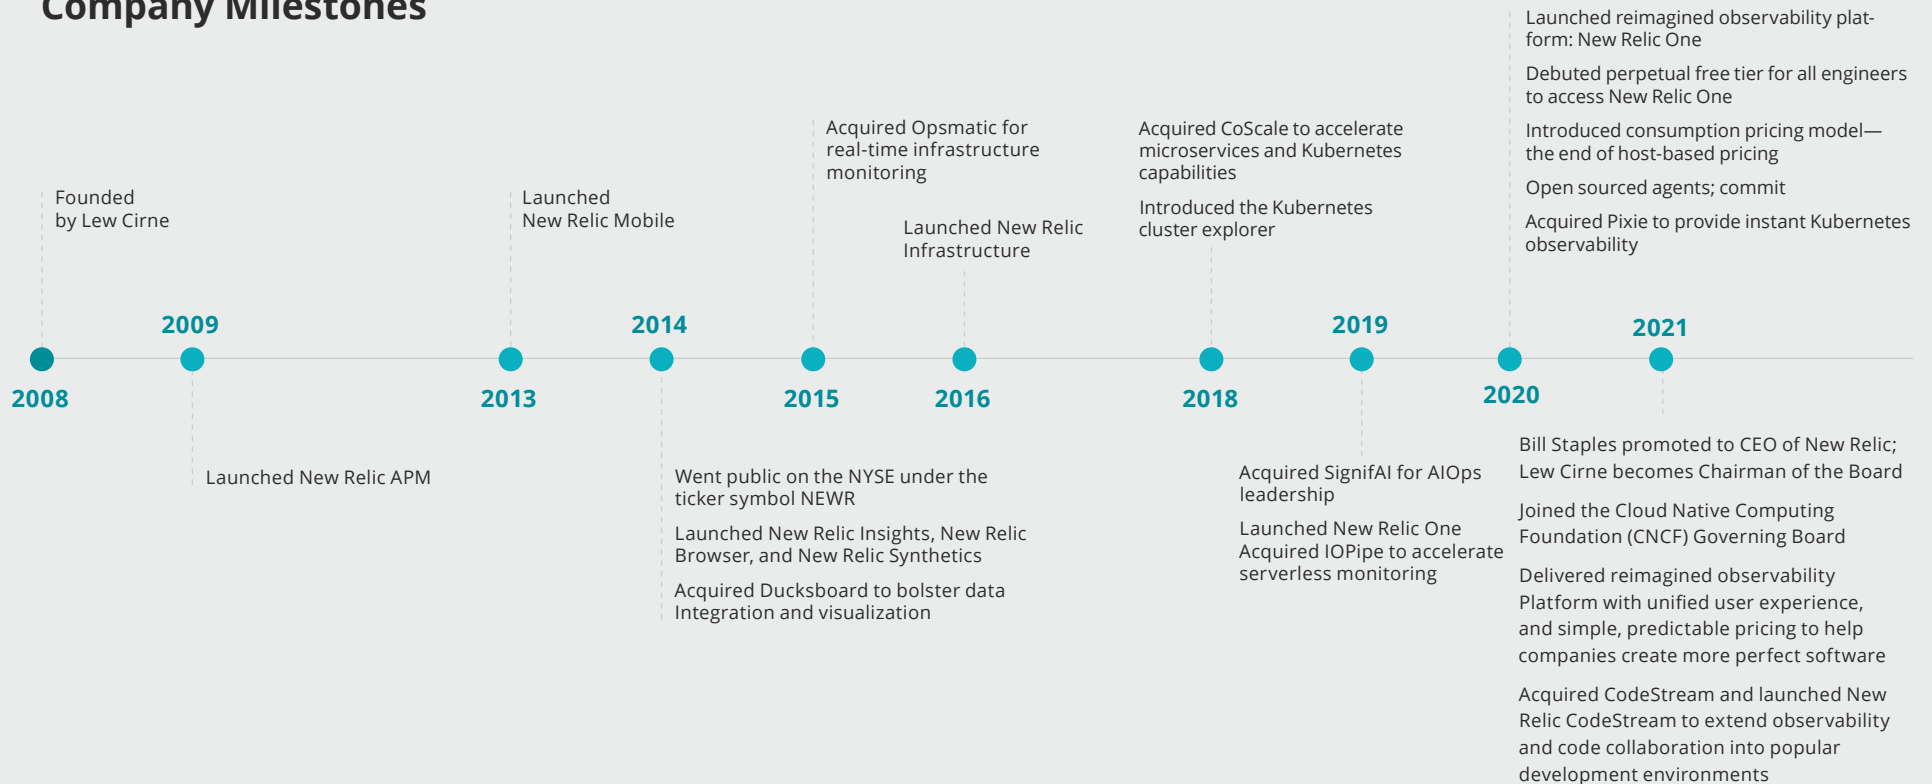 Company Milestones
2008
Founded
by Lew Cirne
2009
Launched New Relic APM
2013
Launched
New Relic Mobile
2014
Went public on the NYSE under the
ticker symbol NEWR
Launched New Relic Insights, New Relic
Browser, and New Relic Synthetics
Acquired Ducksboard to bolster data
Integration and visualization
2015
Acquired Opsmatic for
real-time infrastructure
monitoring
2016
Launched New Relic
Infrastructure
2018
Acquired CoScale to accelerate
microservices and Kubernetes
capabilities
Introduced the Kubernetes
cluster explorer
2019
Acquired SignifAI for AIOps
leadership
Launched New Relic One
Acquired IOPipe to accelerate
serverless monitoring
2020
Launched reimagined observability plat-
form: New Relic One
Debuted perpetual free tier for all engineers
to access New Relic One
Introduced consumption pricing model—
the end of host-based pricing
Open sourced agents; commit
Acquired Pixie to provide instant Kubernetes
observability
2021
Bill Staples promoted to CEO of New Relic;
Lew Cirne becomes Chairman of the Board
Joined the Cloud Native Computing
Foundation (CNCF) Governing Board
Delivered reimagined observability
Platform with unified user experience,
and simple, predictable pricing to help
companies create more perfect software
Acquired CodeStream and launched New
Relic CodeStream to extend observability
and code collaboration into popular
development environments